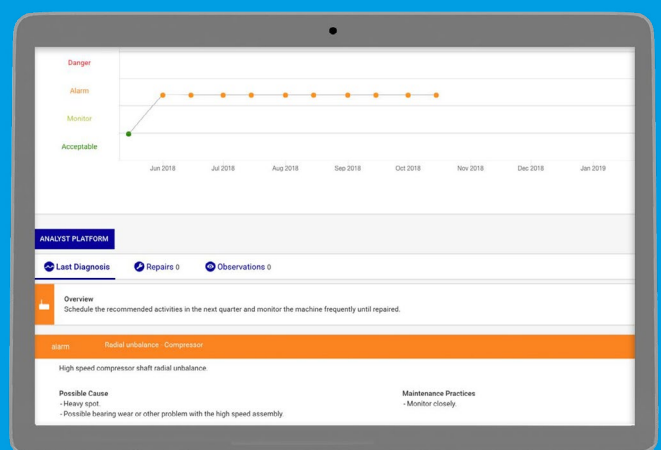 Danger
Alarm
Monitor
Acceptable
Jun 2018 Jul 2018 Aug 2018 Sep 2018 Oct 2018 Nov 2018 Dec 2018 Jan 2019
ANALYST PLATFORM
Last Diagnosis Repairs 0 Observations 0
Overview
Schedule the recommended activities in the next quarter and monitor the machine frequently until repaired.
alarm Radial unbalance - Compressor
High speed compressor shaft radial unbalance.
Possible Cause Maintenance Practices
- Heavy spot. - Monitor closely.
- Possible bearing wear or other problem with the high speed assembly.